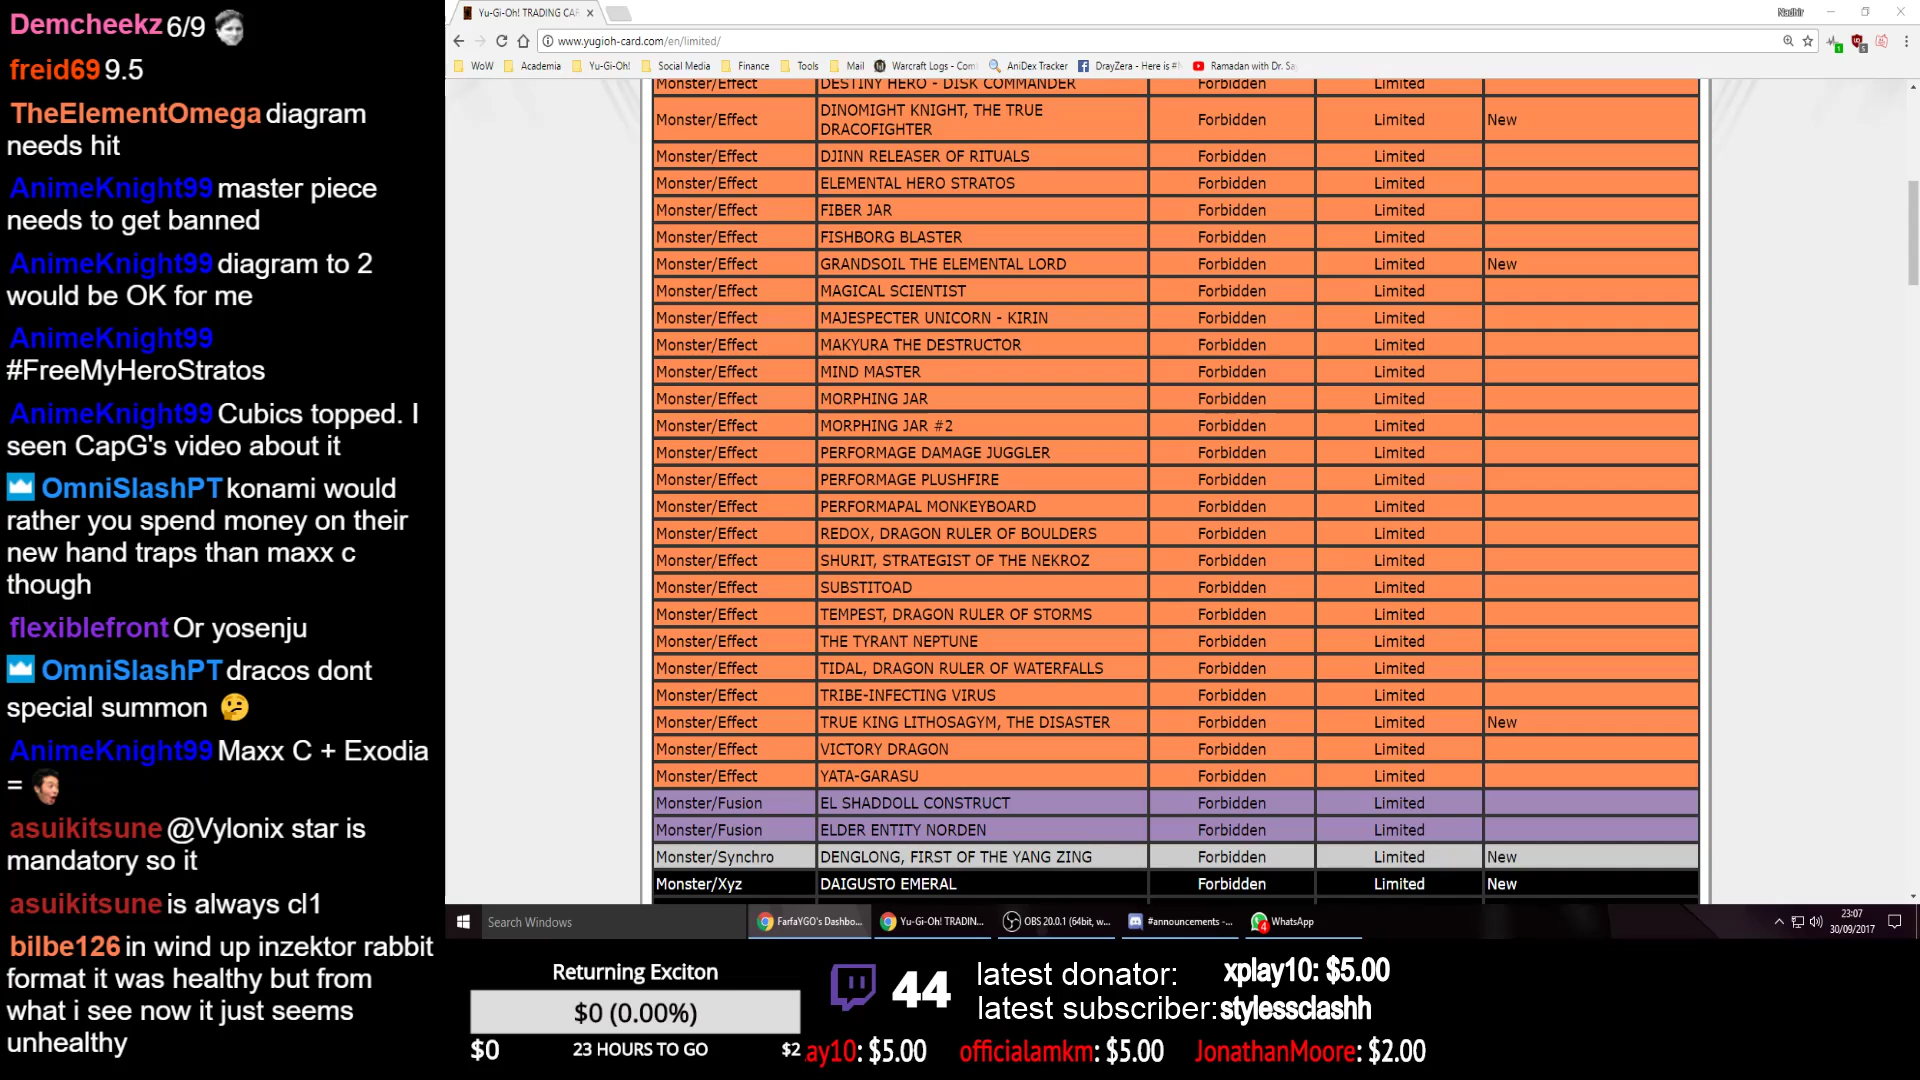 Demcheekz 6/9
freid69 9.5
TheElementOmega diagram
needs hit
AnimeKnight99 master piece
needs to get banned
AnimeKnight99 diagram to 2
would be OK for me
AnimeKnight99
#FreeMyHeroStratos
AnimeKnight99 Cubics topped. I
seen CapG's video about it
OmniSlashPT konami would
rather you spend money on their
new hand traps than maxx c
though
flexiblefront Or yosenju
OmniSlashPT dracos dont
special summon
AnimeKnight99 Maxx C + Exodia
=
asuikitsune @Vylonix star is
mandatory so it
asuikitsune is always cl1
bilbe126 in wind up inzektor rabbit
format it was healthy but from
what i see now it just seems
unhealthy
Yu-Gi-Oh! TRADING CAR
Nadhir
www.yugioh-card.com/en/limited/
WoW Academia Yu-Gi-Oh! Social Media Finance Tools Mail Warcraft Logs - Com AniDex Tracker DrayZera - Here is # Ramadan with Dr. Sa
Monster/Effect DESTINY HERO - DISK COMMANDER Forbidden Limited
Monster/Effect DINOMIGHT KNIGHT, THE TRUE DRACOFIGHTER Forbidden Limited New
Monster/Effect DJINN RELEASER OF RITUALS Forbidden Limited
Monster/Effect ELEMENTAL HERO STRATOS Forbidden Limited
Monster/Effect FIBER JAR Forbidden Limited
Monster/Effect FISHBORG BLASTER Forbidden Limited
Monster/Effect GRANDSOIL THE ELEMENTAL LORD Forbidden Limited New
Monster/Effect MAGICAL SCIENTIST Forbidden Limited
Monster/Effect MAJESPECTER UNICORN - KIRIN Forbidden Limited
Monster/Effect MAKYURA THE DESTRUCTOR Forbidden Limited
Monster/Effect MIND MASTER Forbidden Limited
Monster/Effect MORPHING JAR Forbidden Limited
Monster/Effect MORPHING JAR #2 Forbidden Limited
Monster/Effect PERFORMAGE DAMAGE JUGGLER Forbidden Limited
Monster/Effect PERFORMAGE PLUSHFIRE Forbidden Limited
Monster/Effect PERFORMAPAL MONKEYBOARD Forbidden Limited
Monster/Effect REDOX, DRAGON RULER OF BOULDERS Forbidden Limited
Monster/Effect SHURIT, STRATEGIST OF THE NEKROZ Forbidden Limited
Monster/Effect SUBSTITOAD Forbidden Limited
Monster/Effect TEMPEST, DRAGON RULER OF STORMS Forbidden Limited
Monster/Effect THE TYRANT NEPTUNE Forbidden Limited
Monster/Effect TIDAL, DRAGON RULER OF WATERFALLS Forbidden Limited
Monster/Effect TRIBE-INFECTING VIRUS Forbidden Limited
Monster/Effect TRUE KING LITHOSAGYM, THE DISASTER Forbidden Limited New
Monster/Effect VICTORY DRAGON Forbidden Limited
Monster/Effect YATA-GARASU Forbidden Limited
Monster/Fusion EL SHADDOLL CONSTRUCT Forbidden Limited
Monster/Fusion ELDER ENTITY NORDEN Forbidden Limited
Monster/Synchro DENGLONG, FIRST OF THE YANG ZING Forbidden Limited New
Monster/Xyz DAIGUSTO EMERAL Forbidden Limited New
Search Windows FarfaYGO's Dashbo... Yu-Gi-Oh! TRADIN... OBS 20.0.1 (64bit, w... #announcements -... 4 WhatsApp 23:07
30/09/2017
Returning Exciton
$0 (0.00%)
$0 23 HOURS TO GO $2
44
latest donator: xplay10: $5.00
latest subscriber: stylessclashh
ay10: $5.00 officialamkm: $5.00 JonathanMoore: $2.00